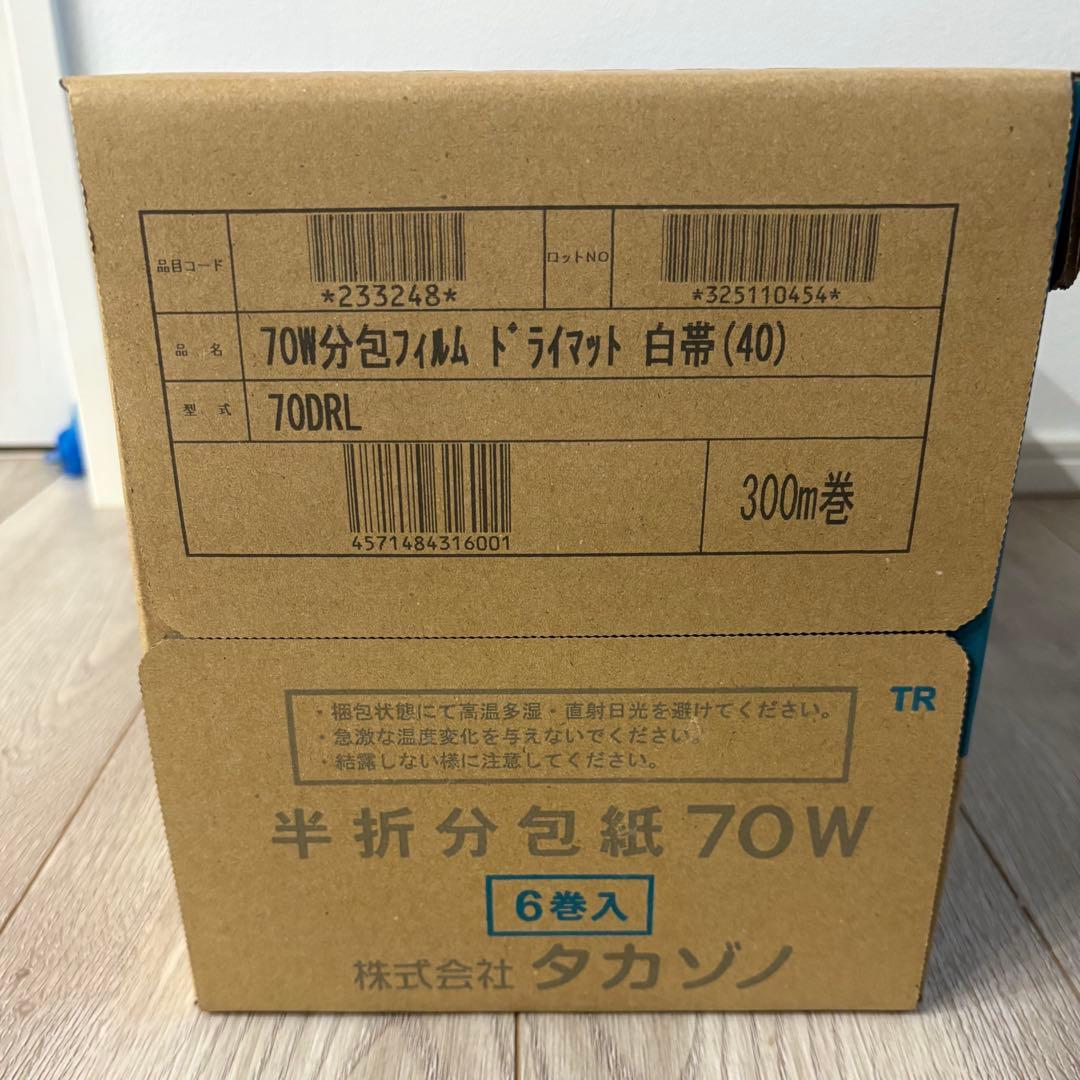 品目コード
*233248*
ロットNO
*325110454*
品 名
70W分包フィルム ドライマット 白帯(40)
型 式
70DRL
4571484316001
300m巻
TR
・梱包状態にて高温多湿・直射日光を避けてください。
・急激な温度変化を与えないでください。
・結露しない様に注意してください。
半折分包紙70W
6巻入
株式会社 タカゾノ